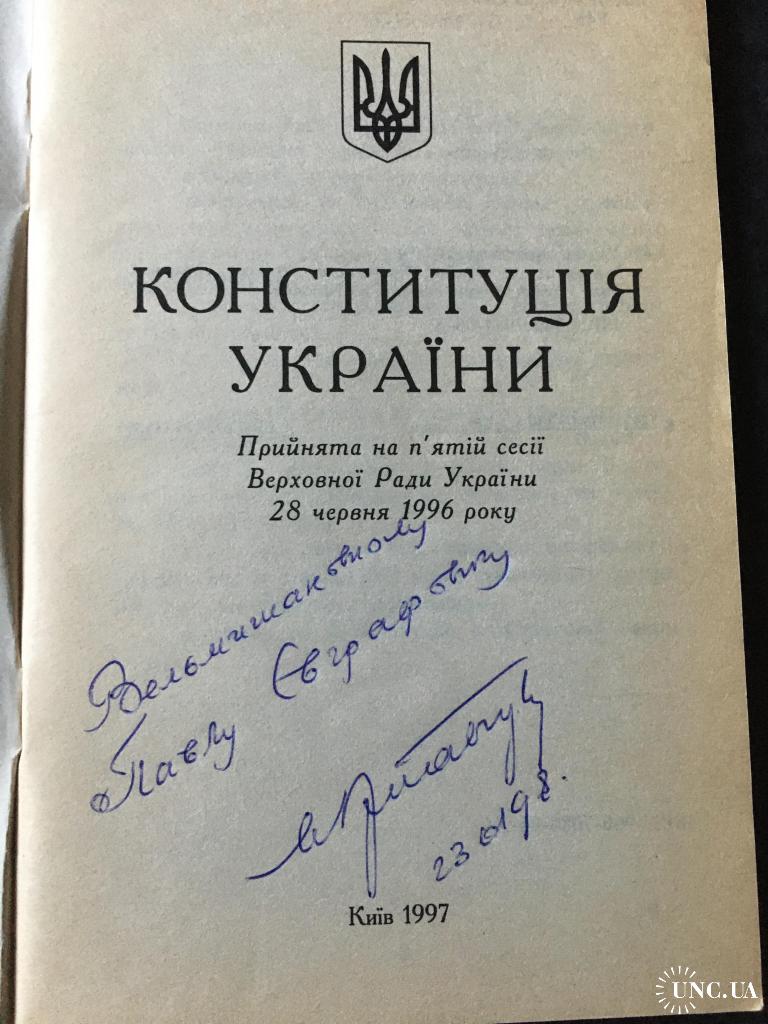 КОНСТИТУЦІЯ
УКРАЇНИ
Прийнята на п'ятій сесії
Верховної Ради України
28 червня 1996 року
Вельмишановному
Павлу Євграфовичу
23 01 98.
Київ 1997
UNC.UA